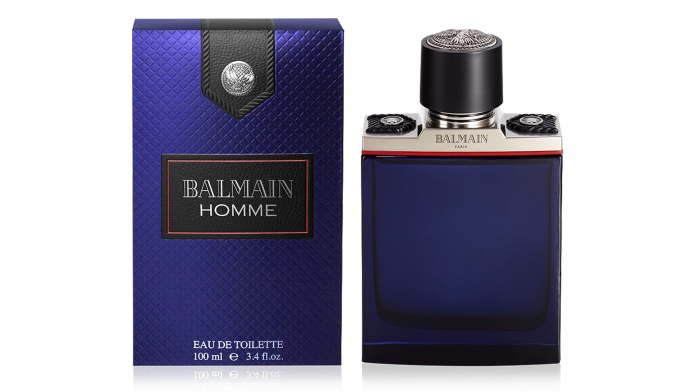 BALMAIN
HOMME
EAU DE TOILETTE
100 ml ℮ 3.4 fl.oz.
BALMAIN
PARIS